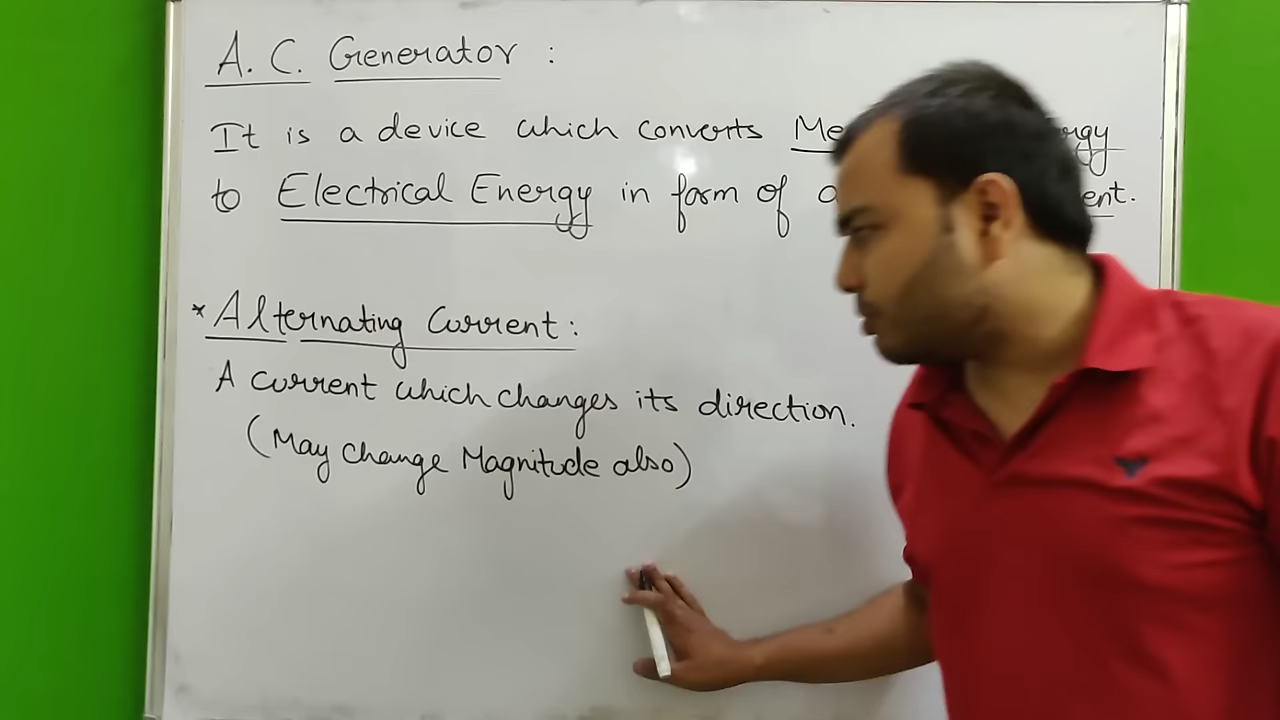 A. C. Generator :
It is a device which converts
to Electrical Energy in form of
* Alternating Current :
A current which changes its direction.
(May change Magnitude also)